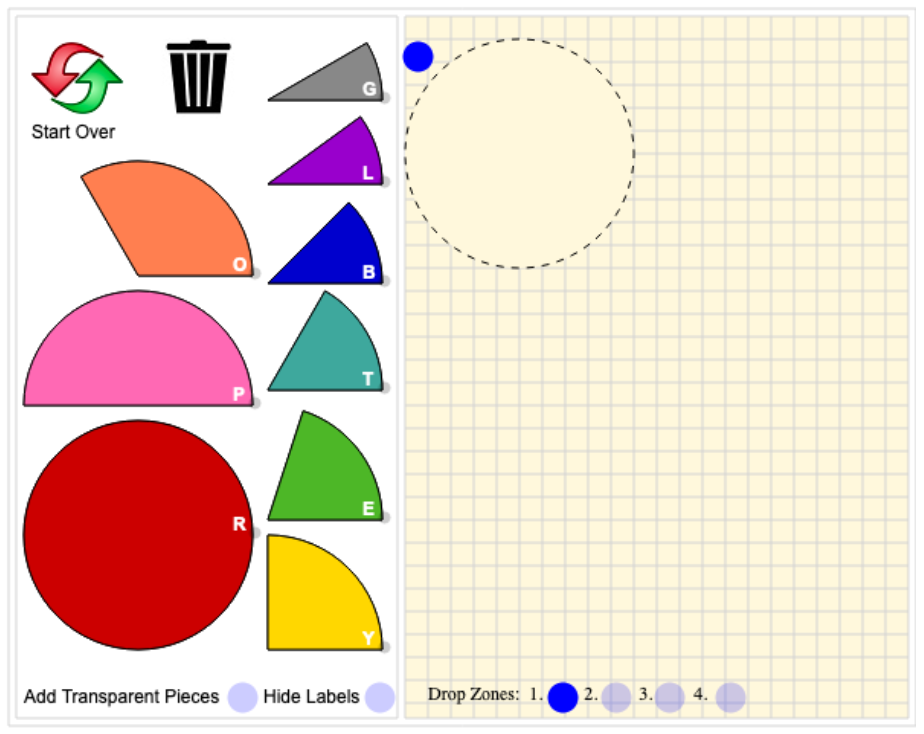 Start Over
G
L
O
B
P
T
R
E
Y
Add Transparent Pieces
Hide Labels
Drop Zones: 1. 2. 3. 4.